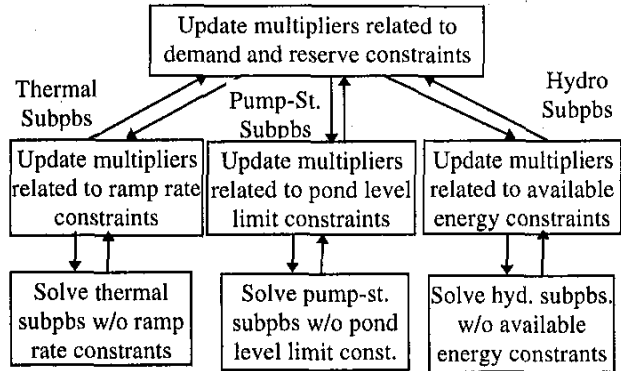 Update multipliers related to
demand and reserve constraints
Thermal
Subpbs
Pump-St.
Subpbs
Hydro
Subpbs
Update multipliers
related to ramp rate
constraints
Update multipliers
related to pond level
limit constraints
Update multipliers
related to available
energy constraints
Solve thermal
subpbs w/o ramp
rate constrants
Solve pump-st.
subpbs w/o pond
level limit const.
Solve hyd. subpbs.
w/o available
energy constrants